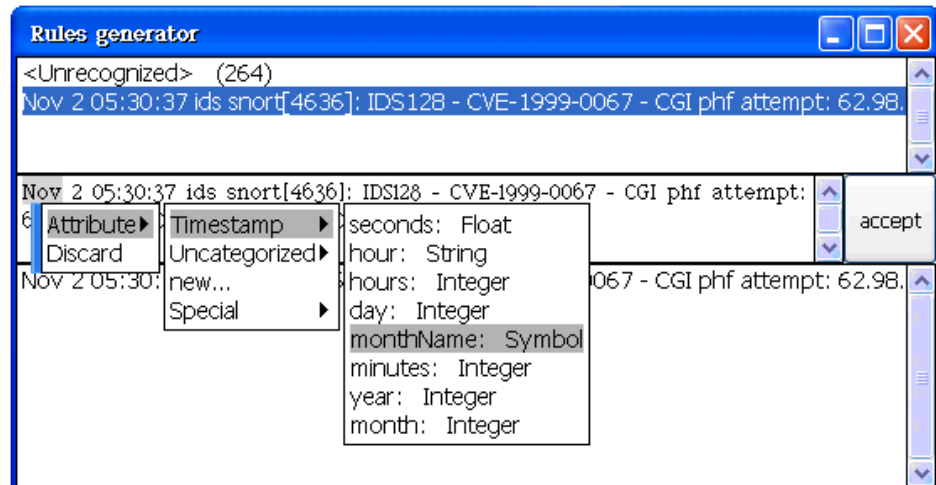 Rules generator
<Unrecognized> (264)
Nov 2 05:30:37 ids snort[4636]: IDS128 - CVE-1999-0067 - CGI phf attempt: 62.98.
Nov 2 05:30:37 ids snort[4636]: IDS128 - CVE-1999-0067 - CGI phf attempt:
accept
6
Attribute
Discard
Timestamp
Uncategorized
new...
Special
seconds: Float
hour: String
hours: Integer
day: Integer
monthName: Symbol
minutes: Integer
year: Integer
month: Integer
Nov 2 05:30: 067 - CGI phf attempt: 62.98.